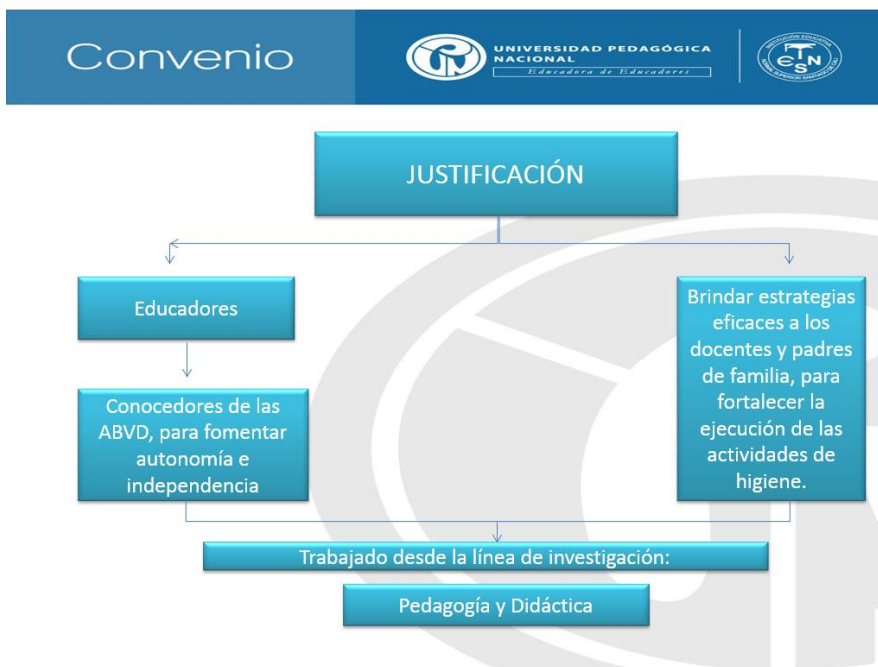 Convenio
UNIVERSIDAD PEDAGÓGICA
NACIONAL
Educadora de Educadores
JUSTIFICACIÓN
Educadores
Conocedores de las
ABVD, para fomentar
autonomía e
independencia
Brindar estrategias
eficaces a los
docentes y padres
de familia, para
fortalecer la
ejecución de las
actividades de
higiene.
Trabajado desde la línea de investigación:
Pedagogía y Didáctica